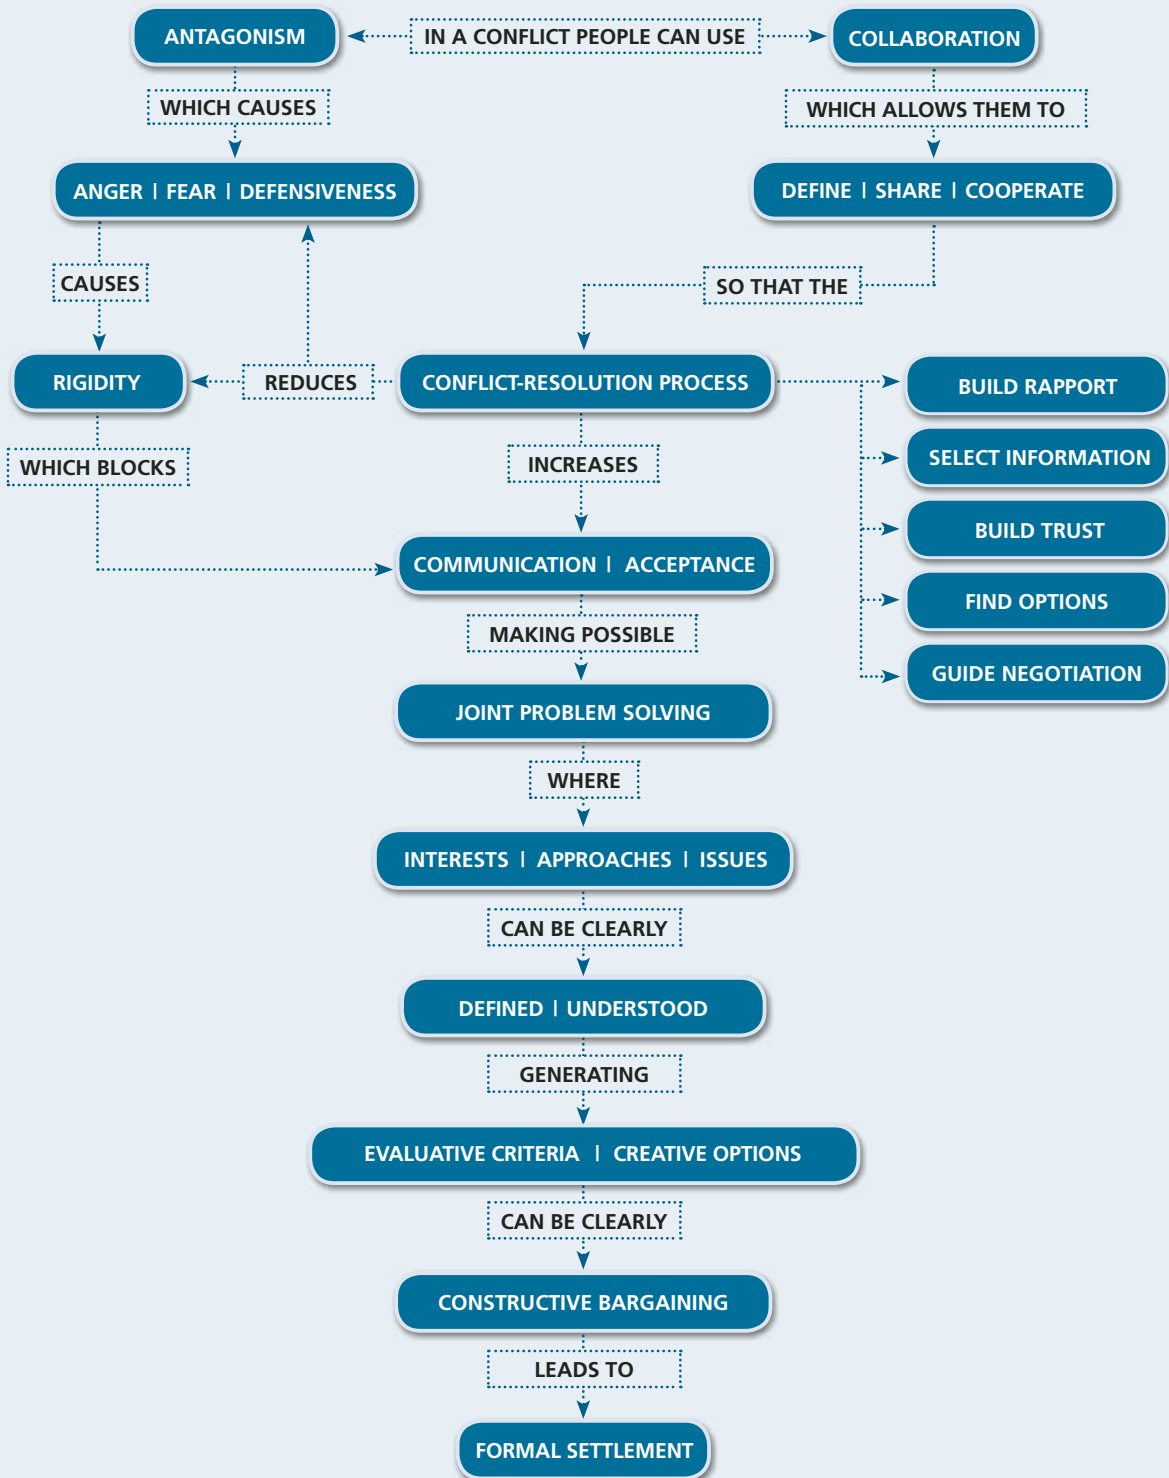 ANTAGONISM
IN A CONFLICT PEOPLE CAN USE
COLLABORATION
WHICH CAUSES
WHICH ALLOWS THEM TO
ANGER | FEAR | DEFENSIVENESS
DEFINE | SHARE | COOPERATE
CAUSES
SO THAT THE
RIGIDITY
REDUCES
CONFLICT-RESOLUTION PROCESS
BUILD RAPPORT
WHICH BLOCKS
INCREASES
SELECT INFORMATION
BUILD TRUST
COMMUNICATION | ACCEPTANCE
FIND OPTIONS
MAKING POSSIBLE
GUIDE NEGOTIATION
JOINT PROBLEM SOLVING
WHERE
INTERESTS | APPROACHES | ISSUES
CAN BE CLEARLY
DEFINED | UNDERSTOOD
GENERATING
EVALUATIVE CRITERIA | CREATIVE OPTIONS
CAN BE CLEARLY
CONSTRUCTIVE BARGAINING
LEADS TO
FORMAL SETTLEMENT